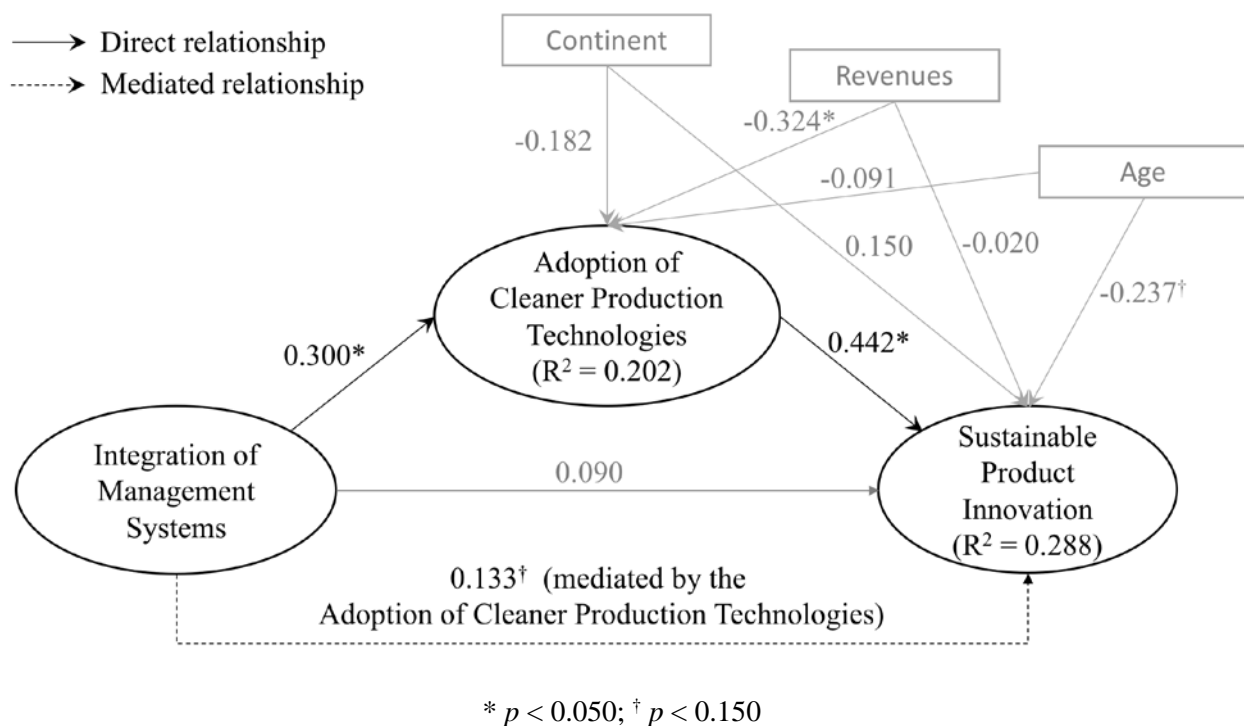 Direct relationship
Mediated relationship
Continent
Revenues
Age
-0.182
-0.324*
-0.091
0.150
-0.020
-0.237†
Adoption of
Cleaner Production
Technologies
(R² = 0.202)
0.300*
0.442*
Integration of
Management
Systems
0.090
Sustainable
Product
Innovation
(R² = 0.288)
0.133† (mediated by the
Adoption of Cleaner Production Technologies)
* p < 0.050; † p < 0.150